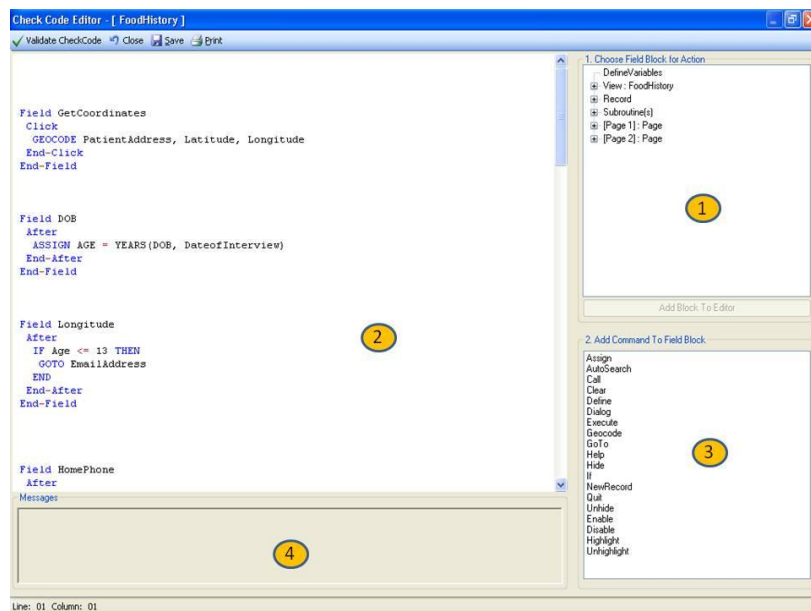 Check Code Editor - [ FoodHistory ]
Validate CheckCode Close Save Print
Field GetCoordinates
Click
GEOCODE PatientAddress, Latitude, Longitude
End-Click
End-Field
Field DOB
After
ASSIGN AGE = YEARS(DOB, DateofInterview)
End-After
End-Field
Field Longitude
After
IF Age <= 13 THEN
GOTO EmailAddress
END
End-After
End-Field
Field HomePhone
After
2
Messages
4
1. Choose Field Block for Action
DefineVariables
View : FoodHistory
Record
Subroutine(s)
[Page 1] : Page
[Page 2] : Page
1
Add Block To Editor
2. Add Command To Field Block
Assign
AutoSearch
Call
Clear
Define
Dialog
Execute
Geocode
GoTo
Help
Hide
If
NewRecord
Quit
Unhide
Enable
Disable
Highlight
Unhighlight
3
Line: 01 Column: 01